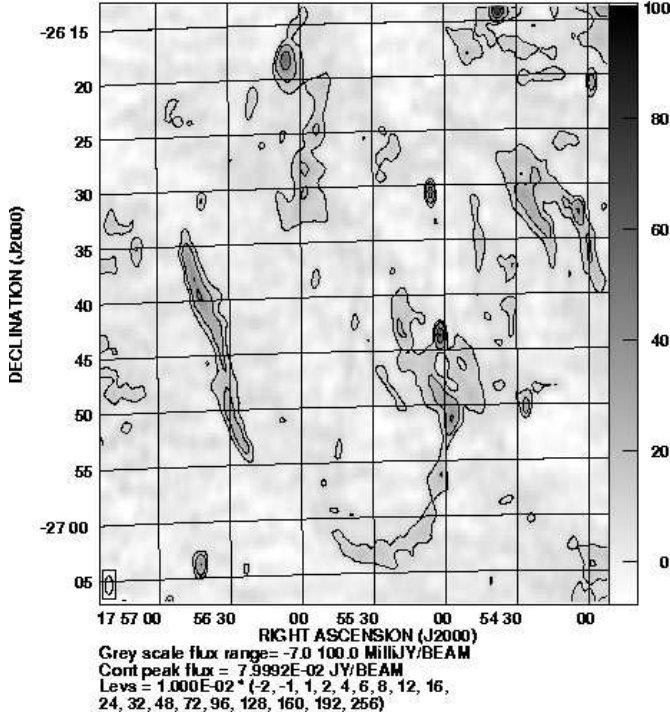 100
-26 15
20
80
25
30
60
35
40
40
45
50
20
55
-27 00
0
05
17 57 00 56 30 00 55 30 00 54 30 00
DECLINATION (J2000)
RIGHT ASCENSION (J2000)
Grey scale flux range= -7.0 100.0 MilliJY/BEAM
Cont peak flux = 7.9992E-02 JY/BEAM
Levs = 1.000E-02 * (-2, -1, 1, 2, 4, 6, 8, 12, 16,
24, 32, 48, 72, 96, 128, 160, 192, 256)